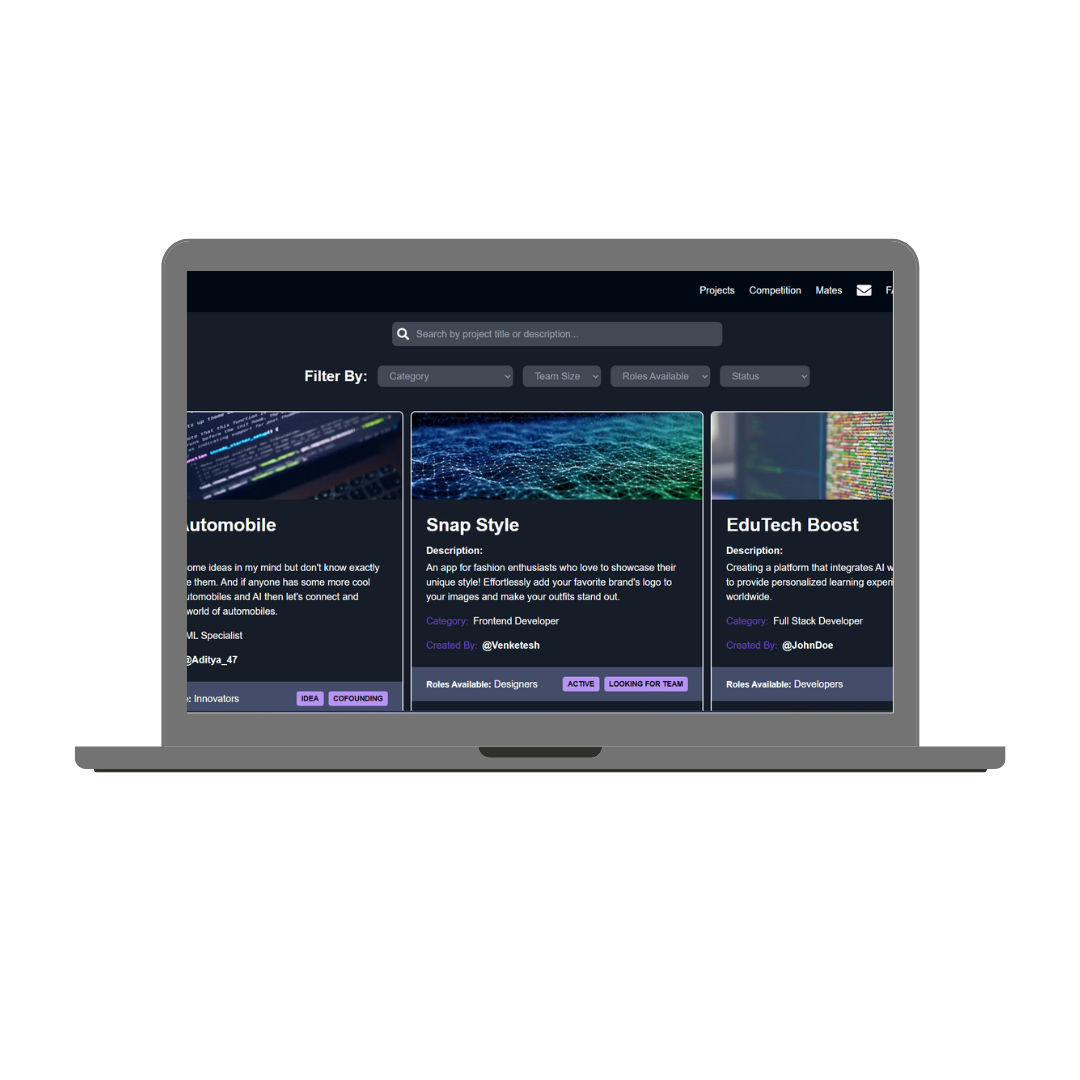 Projects Competition Mates
Search by project title or description...
Filter By: Category Team Size Roles Available Status
Automobile
ome ideas in my mind but don't know exactly
e them. And if anyone has some more cool
utomobiles and AI then let's connect and
world of automobiles.
ML Specialist
@Aditya_47
e: Innovators IDEA COFOUNDING
Snap Style
Description:
An app for fashion enthusiasts who love to showcase their
unique style! Effortlessly add your favorite brand's logo to
your images and make your outfits stand out.
Category: Frontend Developer
Created By: @Venketesh
Roles Available: Designers ACTIVE LOOKING FOR TEAM
EduTech Boost
Description:
Creating a platform that integrates AI w
to provide personalized learning experi
worldwide.
Category: Full Stack Developer
Created By: @JohnDoe
Roles Available: Developers